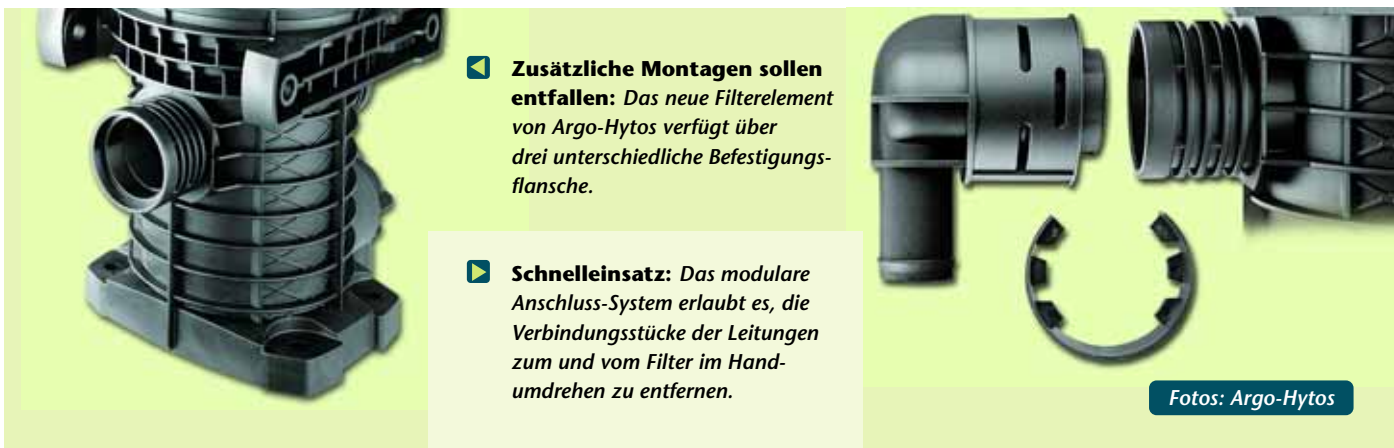 Zusätzliche Montagen sollen
entfallen: Das neue Filterelement
von Argo-Hytos verfügt über
drei unterschiedliche Befestigungs-
flansche.
Schnelleinsatz: Das modulare
Anschluss-System erlaubt es, die
Verbindungsstücke der Leitungen
zum und vom Filter im Hand-
umdrehen zu entfernen.
Fotos: Argo-Hytos